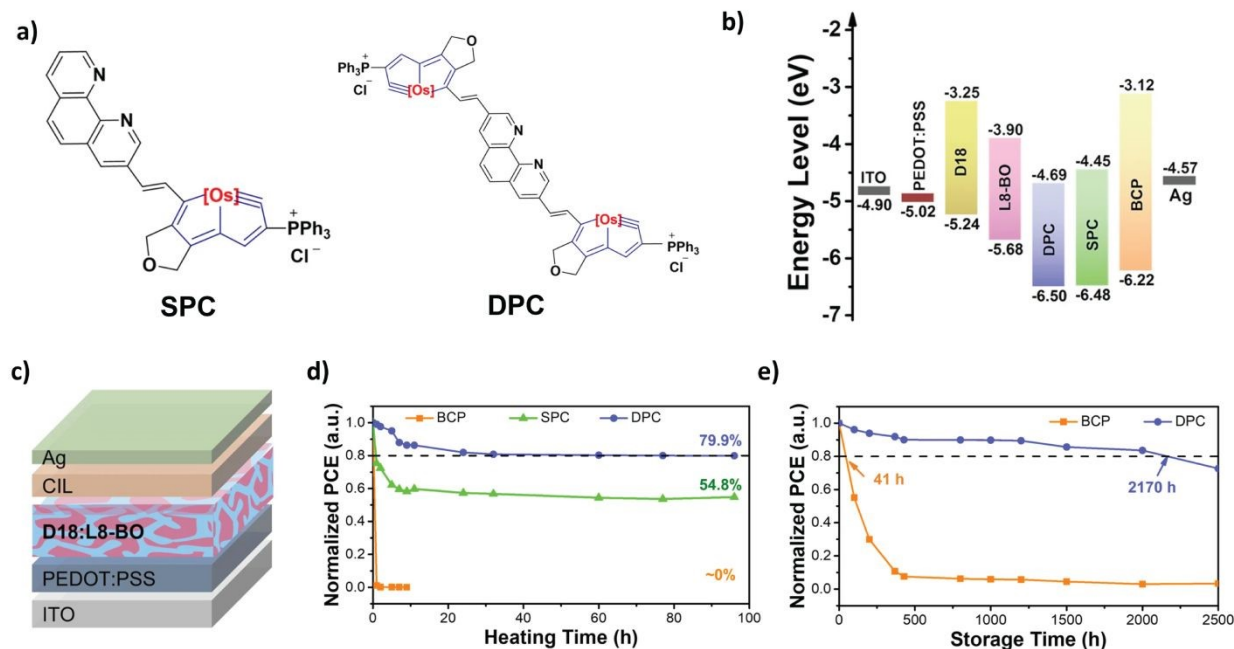 a)
N
N
[Os]
+
PPh₃
Cl⁻
O
SPC
O
+
Ph₃P
Cl⁻
[Os]
N
N
[Os]
+
PPh₃
Cl⁻
O
DPC
b)
Energy Level (eV)
-2
-3
-4
-5
-6
-7
ITO
-4.90
PEDOT:PSS
-5.02
-3.25
D18
-5.24
-3.90
L8-BO
-5.68
-4.69
DPC
-6.50
-4.45
SPC
-6.48
-3.12
BCP
-6.22
-4.57
Ag
c)
Ag
CIL
D18:L8-BO
PEDOT:PSS
ITO
d)
Normalized PCE (a.u.)
1.0
0.8
0.6
0.4
0.2
0.0
BCP SPC DPC
79.9%
54.8%
~0%
0 20 40 60 80 100
Heating Time (h)
e)
Normalized PCE (a.u.)
1.0
0.8
0.6
0.4
0.2
0.0
BCP DPC
41 h
2170 h
0 500 1000 1500 2000 2500
Storage Time (h)